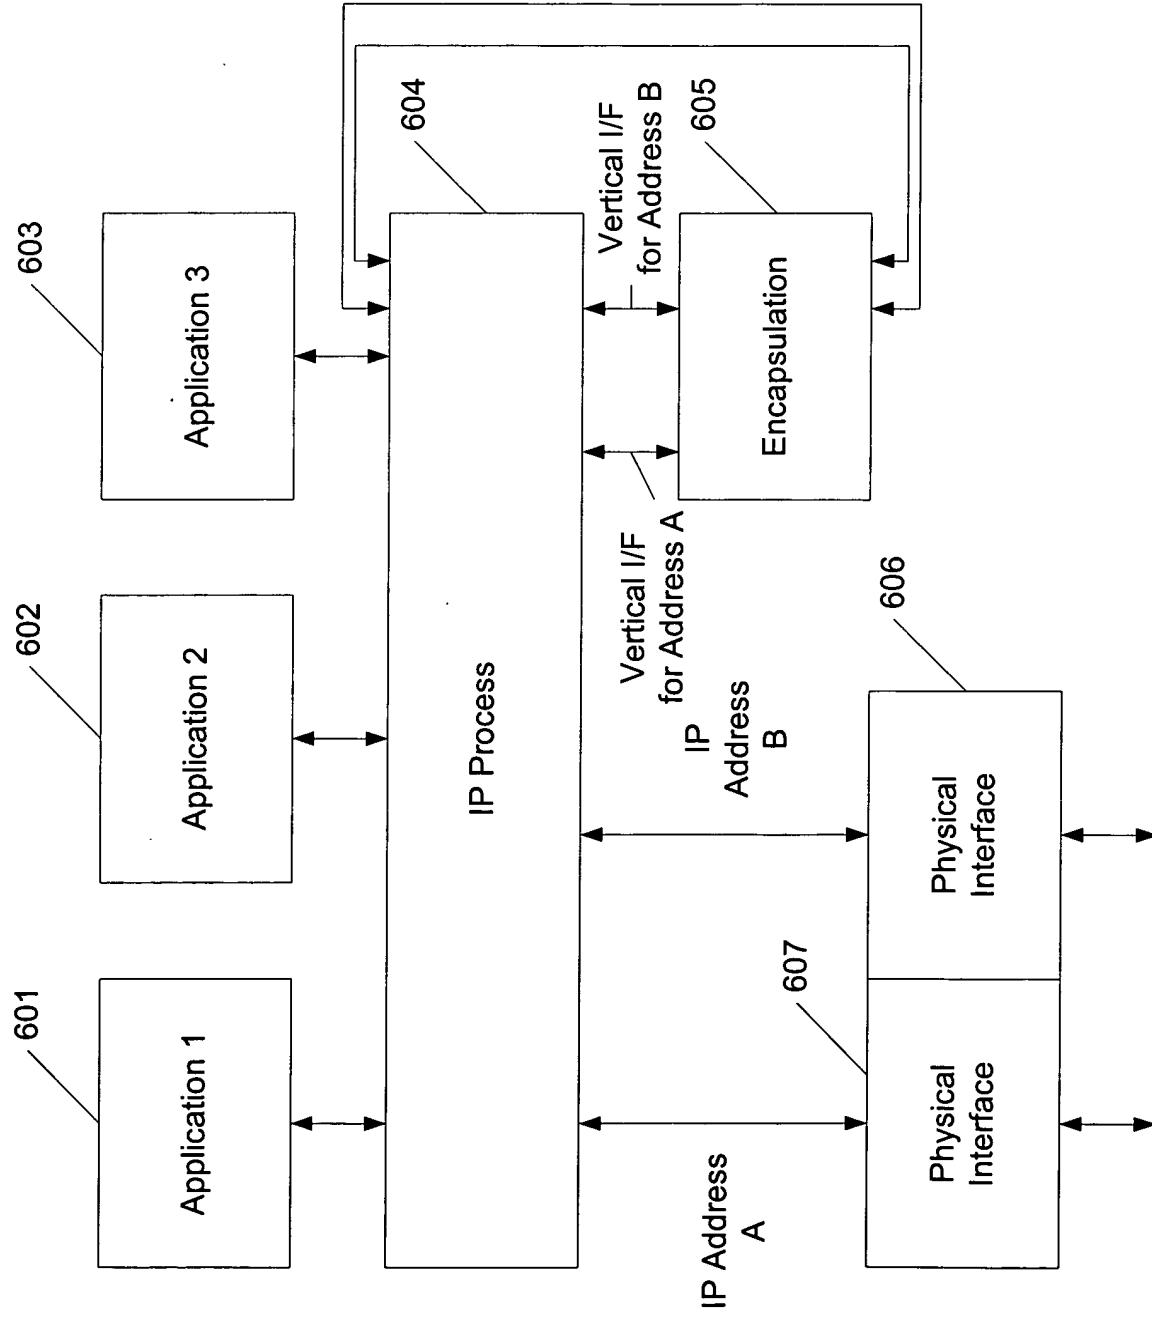 601
Application 1
602
Application 2
603
Application 3
IP Process
604
IP Address
A
IP
Address
B
Vertical I/F
for Address A
Vertical I/F
for Address B
Encapsulation
605
Physical
Interface
607
Physical
Interface
606